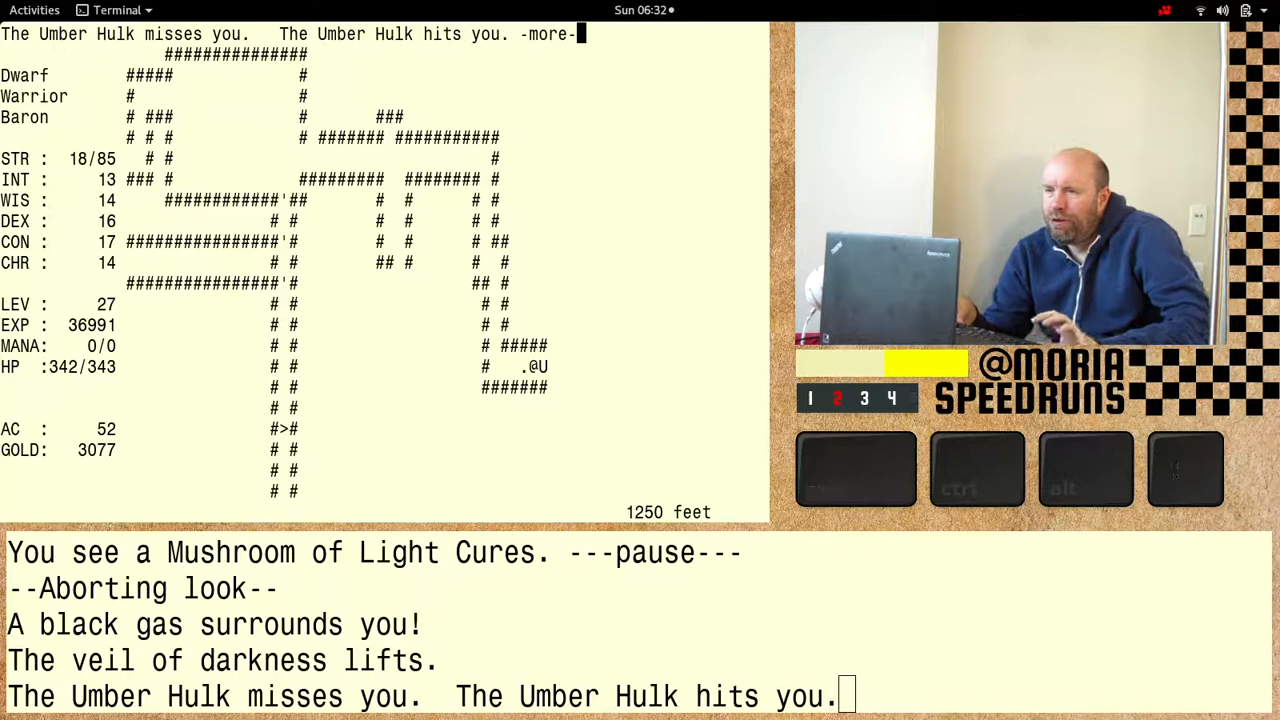 Activities Terminal Sun 06:32
The Umber Hulk misses you.   The Umber Hulk hits you. -more-
###############
Dwarf #####              #
Warrior #                  #
Baron # ###              #       ###
# # #              # ####### ###########
STR :   18/85   # #                                  #
INT :      13 ### #             ######### ######## #
WIS :      14     ############'##       # #      # #
DEX :      16                # #        # #      # #
CON :      17 ################'#        # #      # ##
CHR :      14                # #        ## #      # #
################'#                   ## #
LEV :      27                # #                    # #
EXP :   36991                # #                    # #
MANA:     0/0                # #                    # #####
HP  :342/343                # #                    #   .@U
# #                    #######
# #
AC  :      52                #>#
GOLD:    3077                # #
# #
# #
1250 feet
@MORIA
1 2 3 4 SPEEDRUNS
ctrl alt
You see a Mushroom of Light Cures. ---pause---
--Aborting look--
A black gas surrounds you!
The veil of darkness lifts.
The Umber Hulk misses you.  The Umber Hulk hits you.